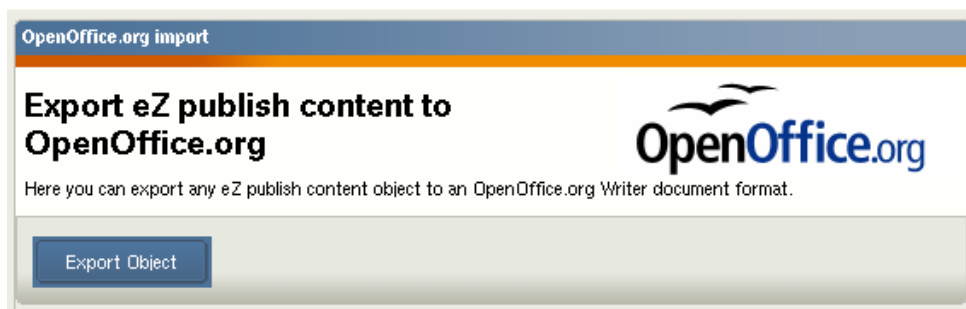 OpenOffice.org import
Export eZ publish content to
OpenOffice.org
OpenOffice.org
Here you can export any eZ publish content object to an OpenOffice.org Writer document format.
Export Object